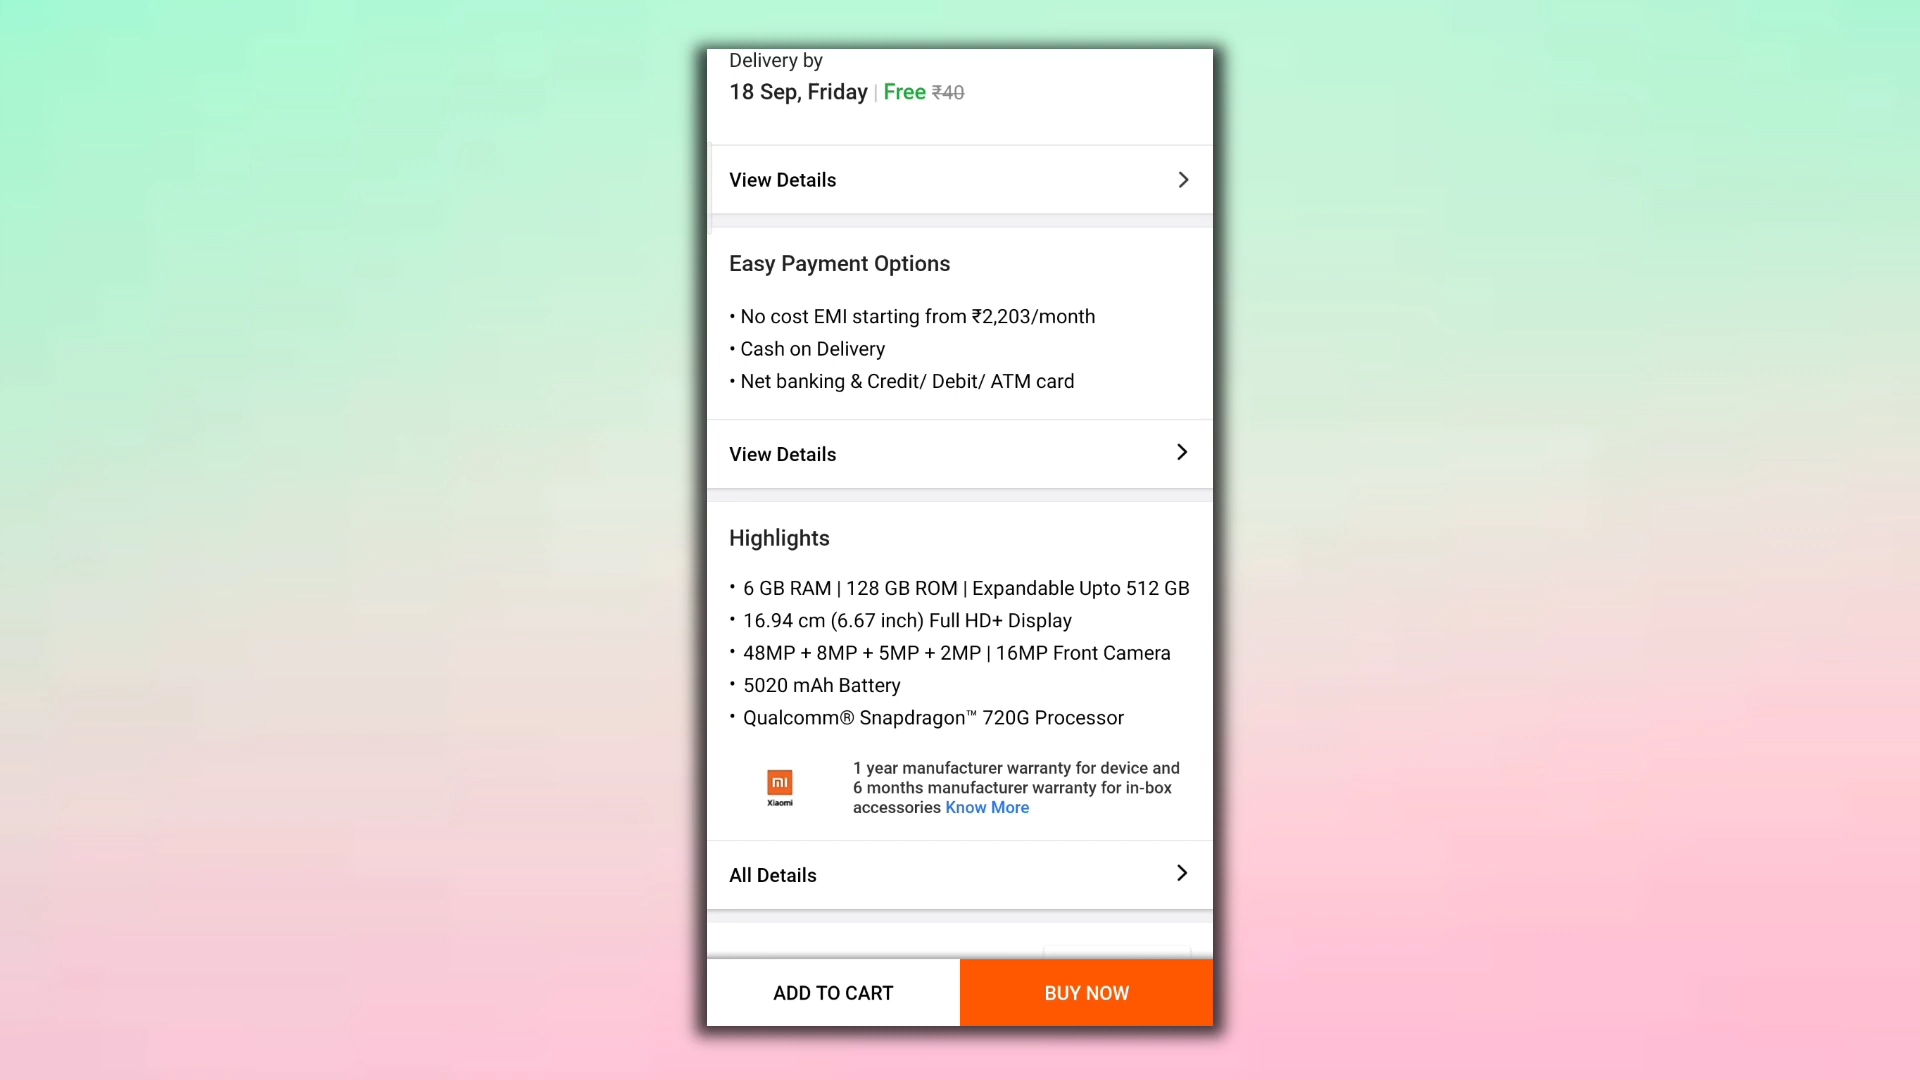 Delivery by
18 Sep, Friday | Free ₹40
View Details
Easy Payment Options
• No cost EMI starting from ₹2,203/month
• Cash on Delivery
• Net banking & Credit/ Debit/ ATM card
View Details
Highlights
• 6 GB RAM | 128 GB ROM | Expandable Upto 512 GB
• 16.94 cm (6.67 inch) Full HD+ Display
• 48MP + 8MP + 5MP + 2MP | 16MP Front Camera
• 5020 mAh Battery
• Qualcomm® Snapdragon™ 720G Processor
mi
Xiaomi
1 year manufacturer warranty for device and
6 months manufacturer warranty for in-box
accessories Know More
All Details
ADD TO CART
BUY NOW